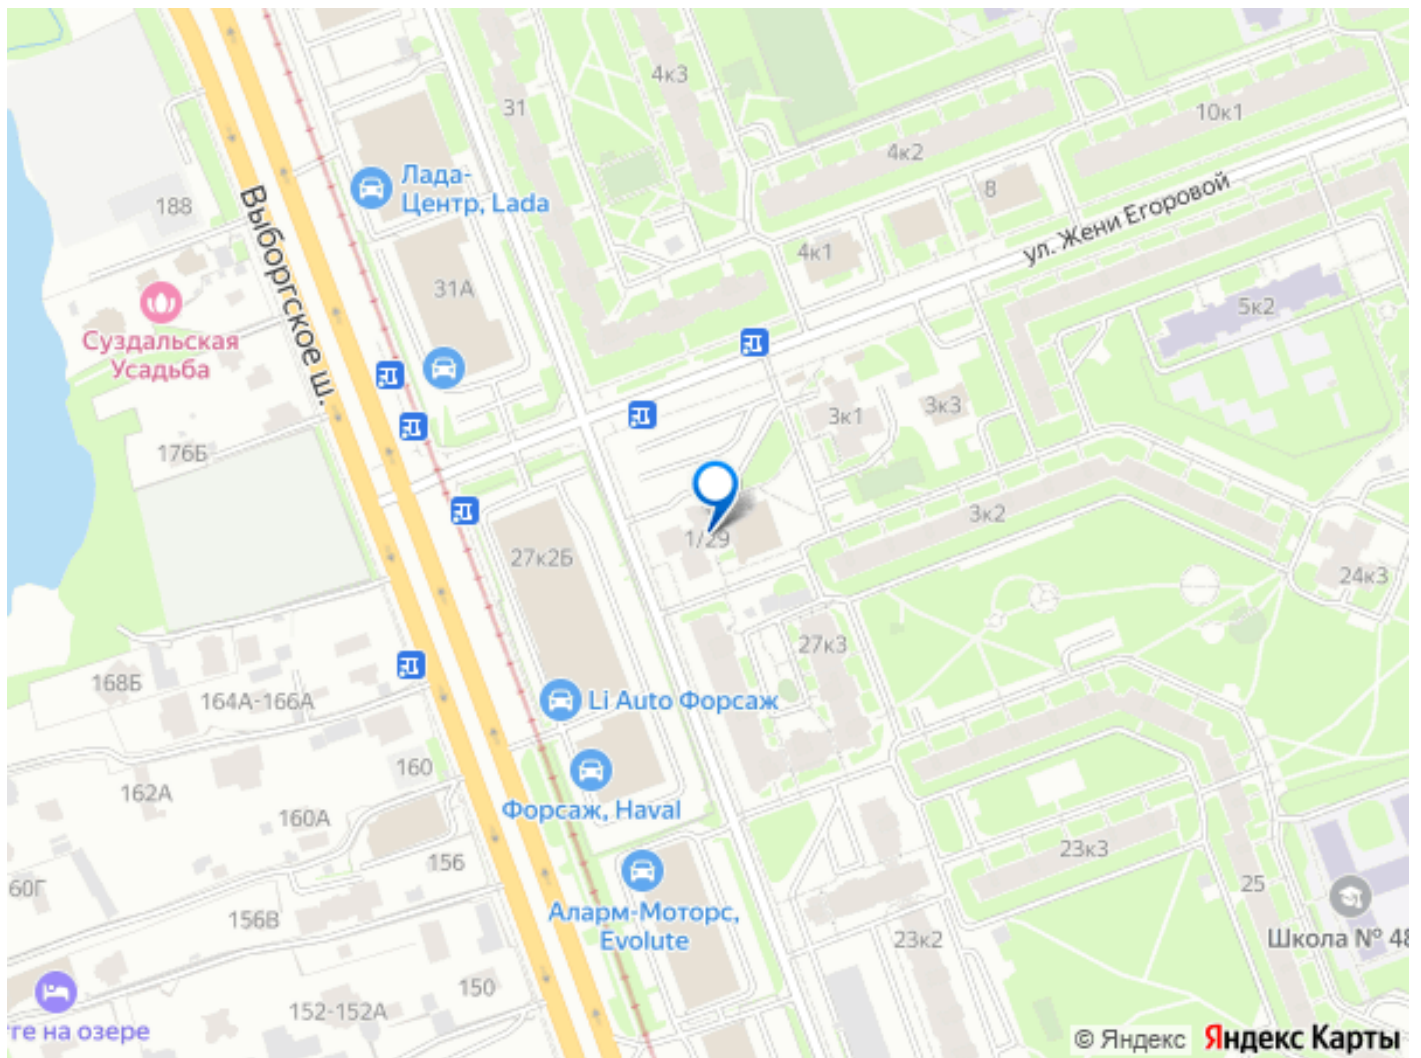 4к3
31
10к1
4к2
Лада-
Центр, Lada
188
8
ул. Жени Егоровой
4к1
Выборгское ш.
31А
5к2
Суздальская
Усадьба
3к1
3к3
176Б
3к2
1/29
27к2Б
24к3
27к3
168Б
164А-166А
Li Auto Форсаж
160
162А
Форсаж, Haval
160А
23к3
156
60Г
25
156В
Аларм-Моторс,
Evolute
23к2
Школа № 48
150
152-152А
тге на озере
© Яндекс
Яндекс Карты